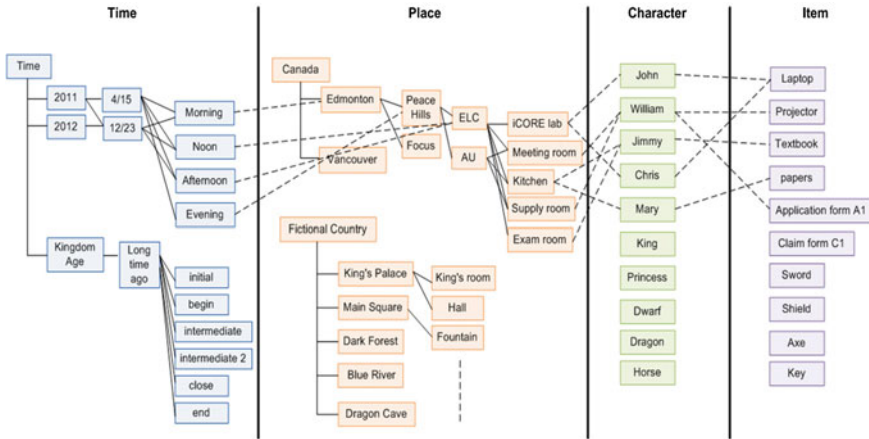 Time
Place
Character
Item
Time
2011
4/15
2012
12/23
Morning
Noon
Afternoon
Evening
Kingdom
Age
Long
time
ago
initial
begin
intermediate
intermediate 2
close
end
Canada
Edmonton
Vancouver
Peace
Hills
Focus
ELC
AU
iCORE lab
Meeting room
Kitchen
Supply room
Exam room
Fictional Country
King's Palace
King's room
Hall
Main Square
Fountain
Dark Forest
Blue River
Dragon Cave
John
William
Jimmy
Chris
Mary
King
Princess
Dwarf
Dragon
Horse
Laptop
Projector
Textbook
papers
Application form A1
Claim form C1
Sword
Shield
Axe
Key